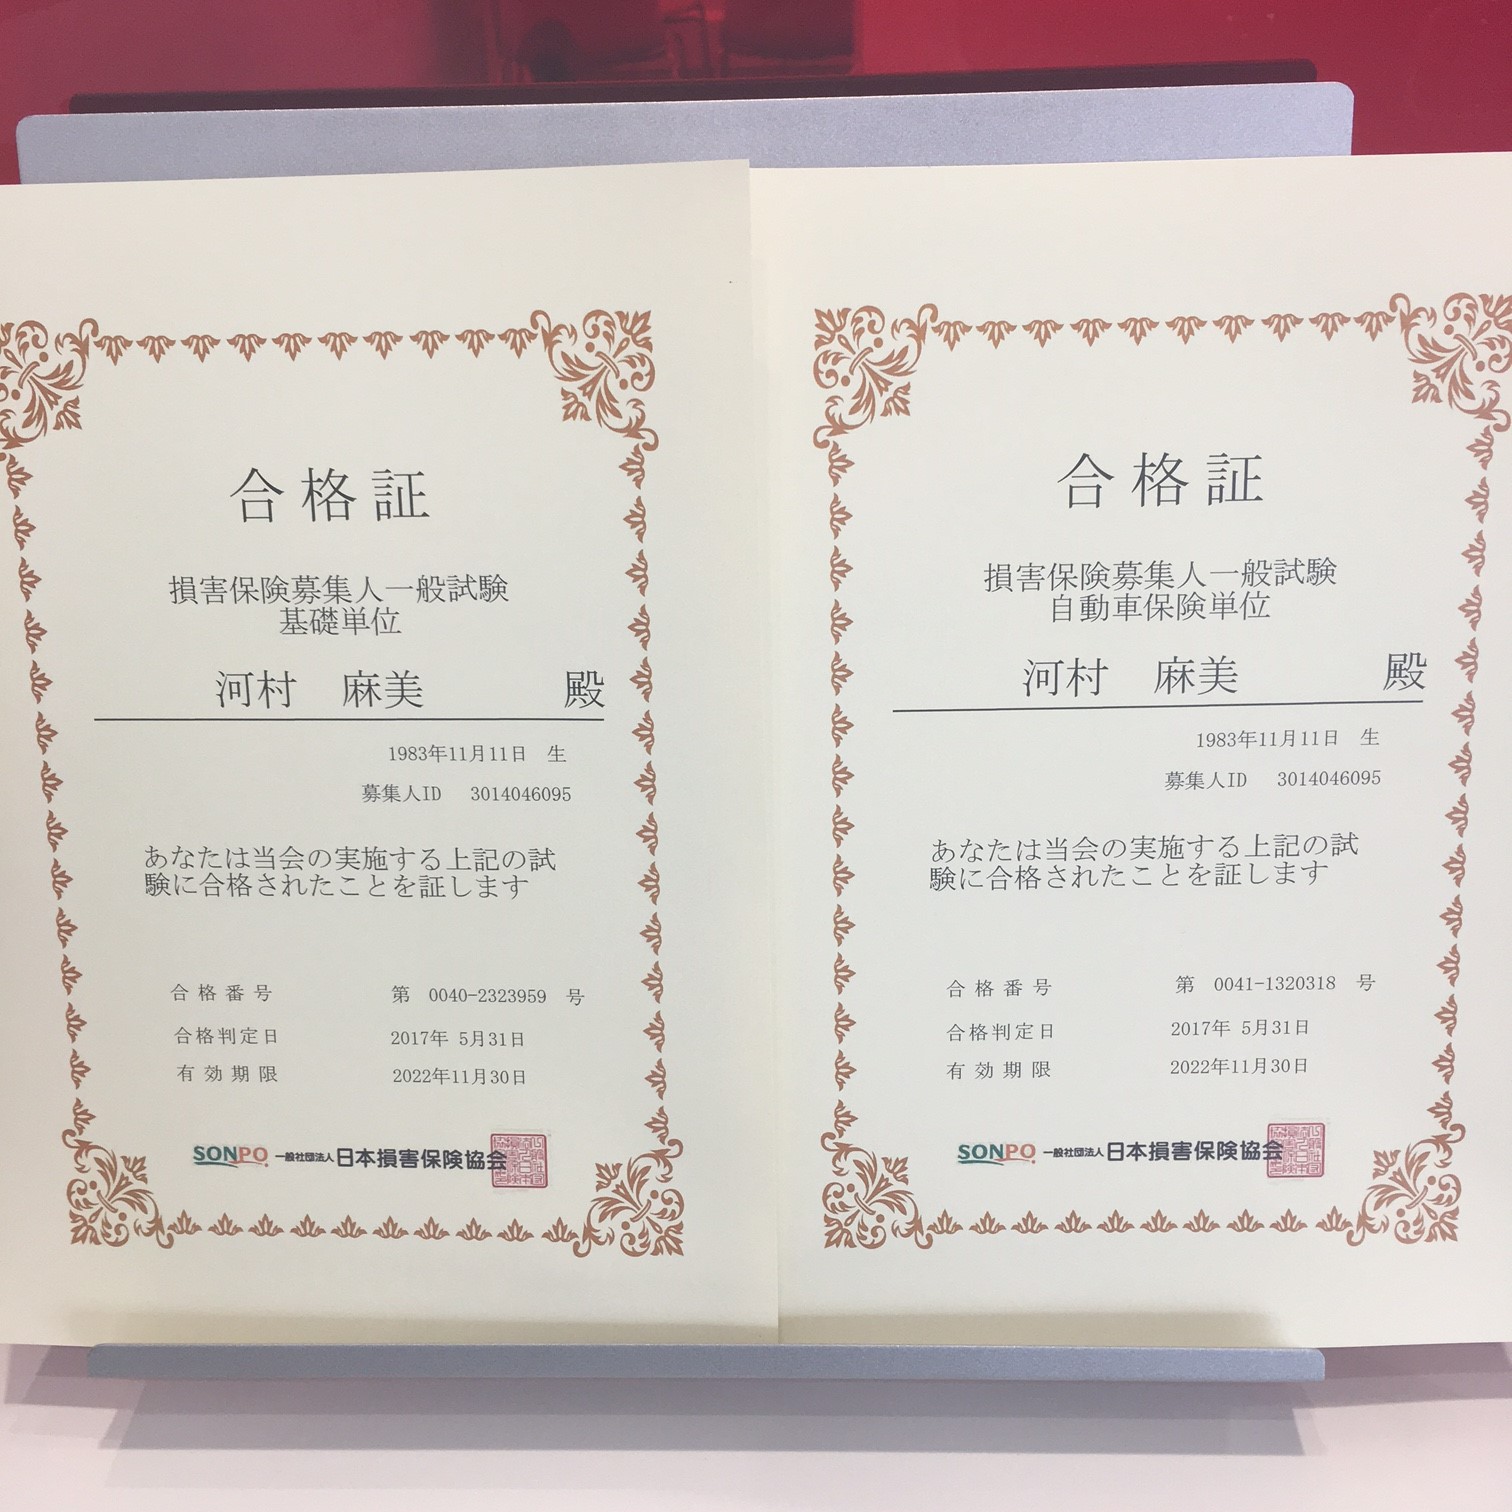 合格証
損害保険募集人一般試験
基礎単位
河村 麻美 殿
1983年11月11日 生
募集人ID 3014046095
あなたは当会の実施する上記の試
験に合格されたことを証します
合格番号 第 0040-2323959 号
合格判定日 2017年 5月31日
有効期限 2022年11月30日
SONPO 一般社団法人 日本損害保険協会
合格証
損害保険募集人一般試験
自動車保険単位
河村 麻美 殿
1983年11月11日 生
募集人ID 3014046095
あなたは当会の実施する上記の試
験に合格されたことを証します
合格番号 第 0041-1320318 号
合格判定日 2017年 5月31日
有効期限 2022年11月30日
SONPO 一般社団法人 日本損害保険協会